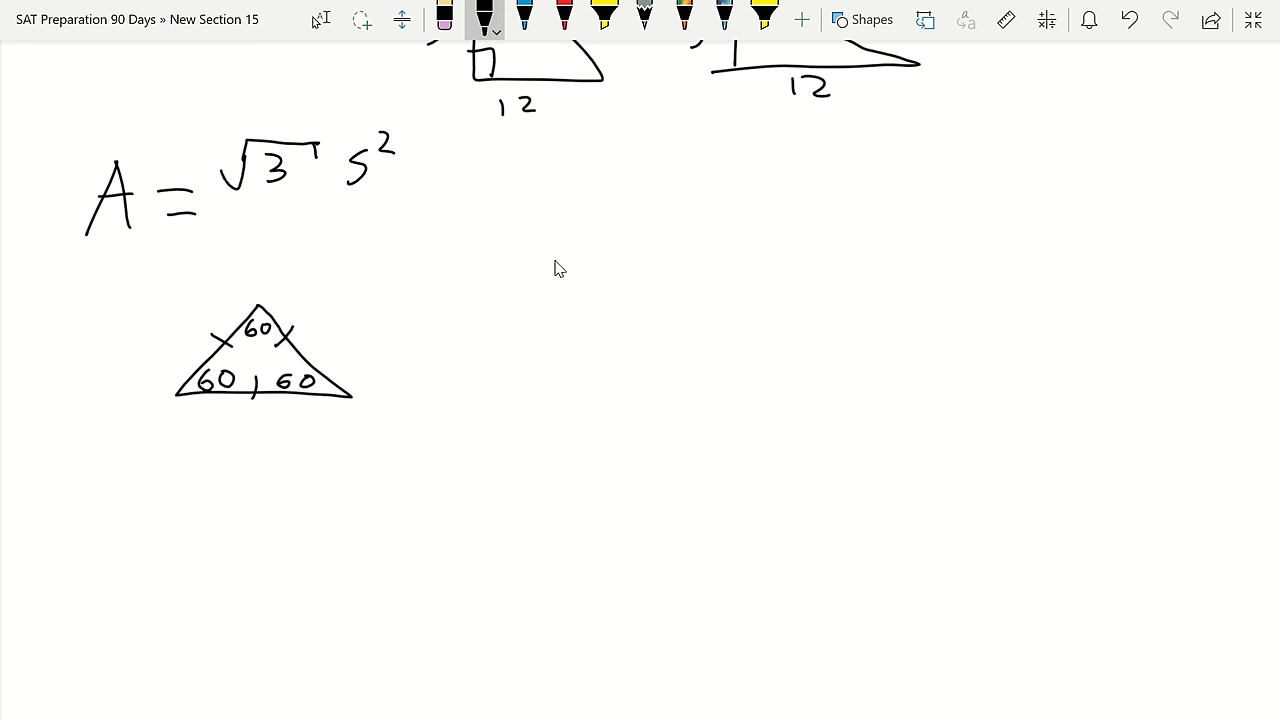 SAT Preparation 90 Days » New Section 15
Shapes
12 12
A = √3 s²
60
60 60